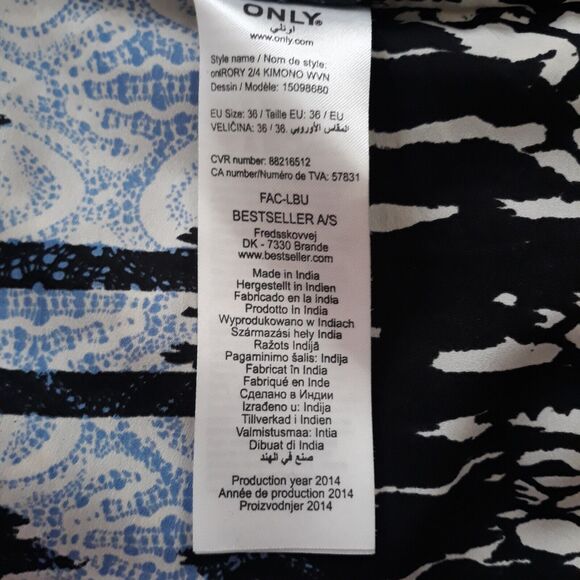 ONLY®
اونلي
www.only.com
Style name / Nom de style:
onlRORY 2/4 KIMONO WVN
Dessin / Modèle: 15098680
EU Size: 36 / Taille EU: 36 / EU
VELIČINA: 36 / 36. المقاس الأوروبي
CVR number: 88216512
CA number/Numéro de TVA: 57831
FAC-LBU
BESTSELLER A/S
Fredsskovvej
DK - 7330 Brande
www.bestseller.com
Made in India
Hergestellt in Indien
Fabricado en la india
Prodotto in India
Wyprodukowano w Indiach
Származási hely India
Ražots Indijā
Pagaminimo šalis: Indija
Fabricat în India
Fabriqué en Inde
Сделано в Индии
Izrađeno u: Indija
Tillverkad i Indien
Valmistusmaa: Intia
Dibuat di India
صنع في الهند
Production year 2014
Année de production 2014
Proizvodnjer 2014